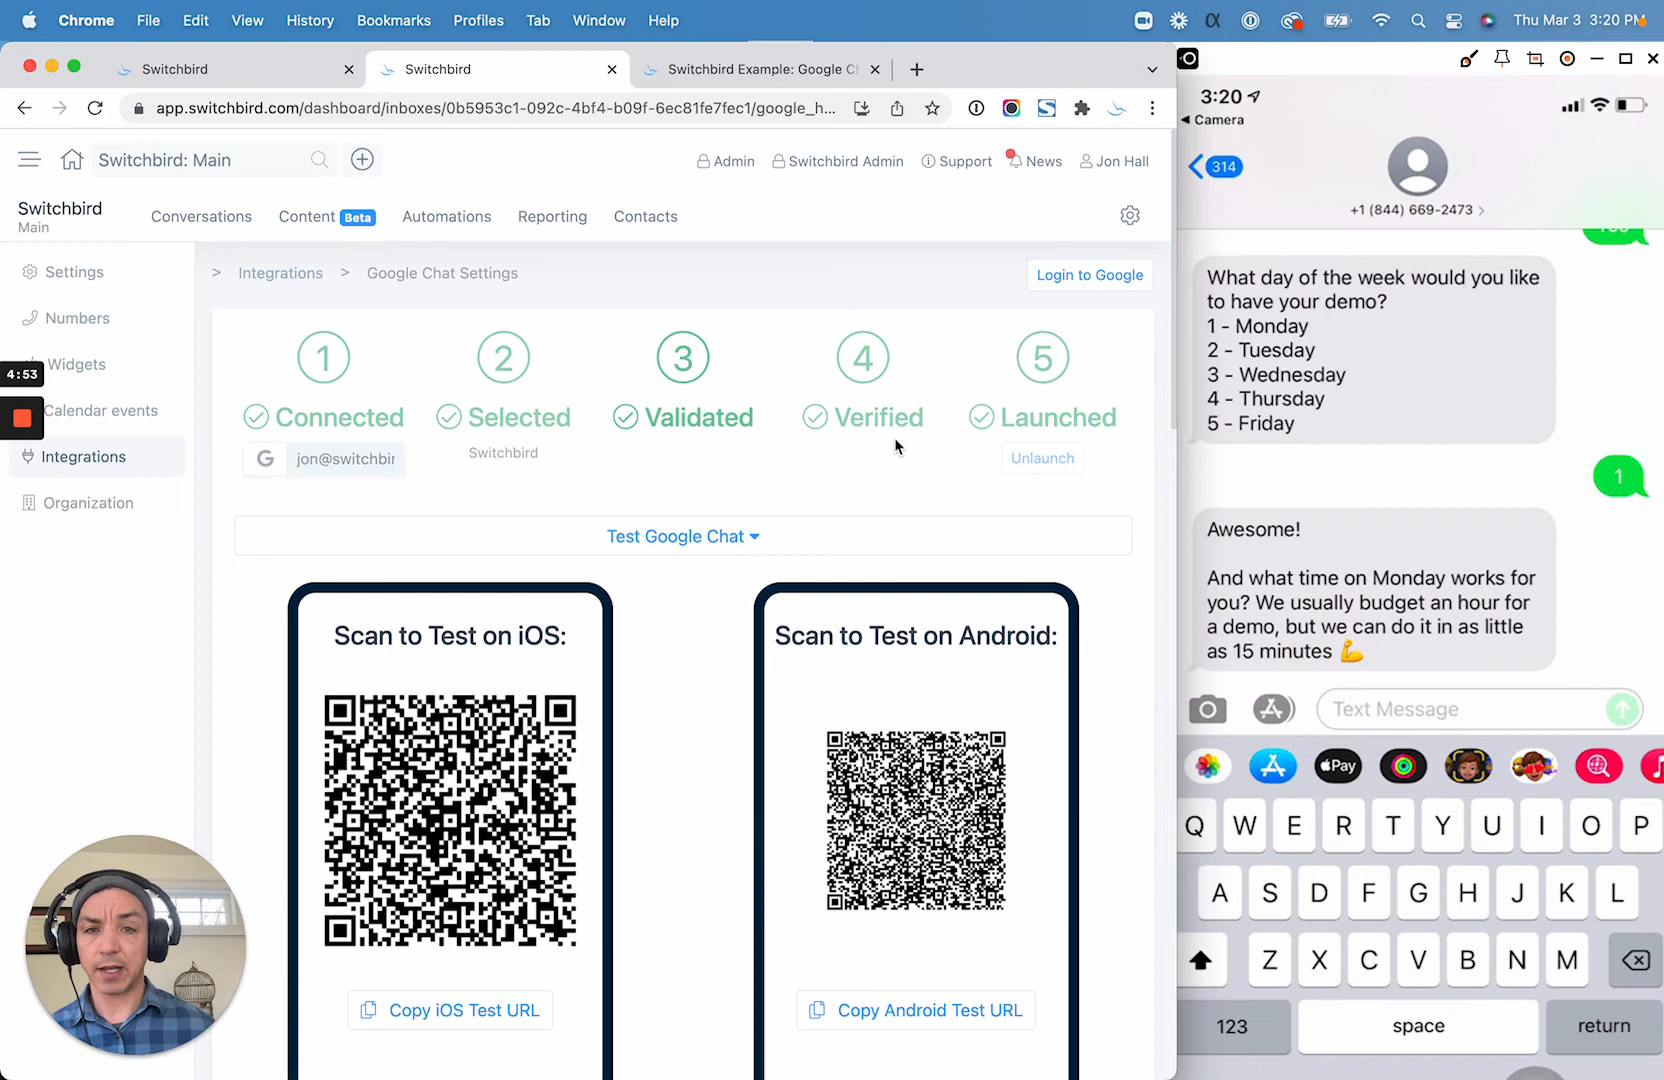 Chrome File Edit View History Bookmarks Profiles Tab Window Help Thu Mar 3 3:20 PM
Switchbird
Switchbird
Switchbird Example: Google Ch
app.switchbird.com/dashboard/inboxes/0b5953c1-092c-4bf4-b09f-6ec81fe7fec1/google_h...
Switchbird: Main
Admin Switchbird Admin Support News Jon Hall
Switchbird
Main
Conversations Content Beta Automations Reporting Contacts
Settings
Numbers
Widgets
4:53
Calendar events
Integrations
Organization
> Integrations > Google Chat Settings
Login to Google
1 2 3 4 5
Connected Selected Validated Verified Launched
G jon@switchbir
Switchbird
Unlaunch
Test Google Chat
Scan to Test on iOS:
Scan to Test on Android:
Copy iOS Test URL
Copy Android Test URL
3:20
Camera
314
+1 (844) 669-2473 >
What day of the week would you like
to have your demo?
1 - Monday
2 - Tuesday
3 - Wednesday
4 - Thursday
5 - Friday
1
Awesome!
And what time on Monday works for
you? We usually budget an hour for
a demo, but we can do it in as little
as 15 minutes 💪
Text Message
Pay
Q W E R T Y U I O P
A S D F G H J K L
Z X C V B N M
123 space return